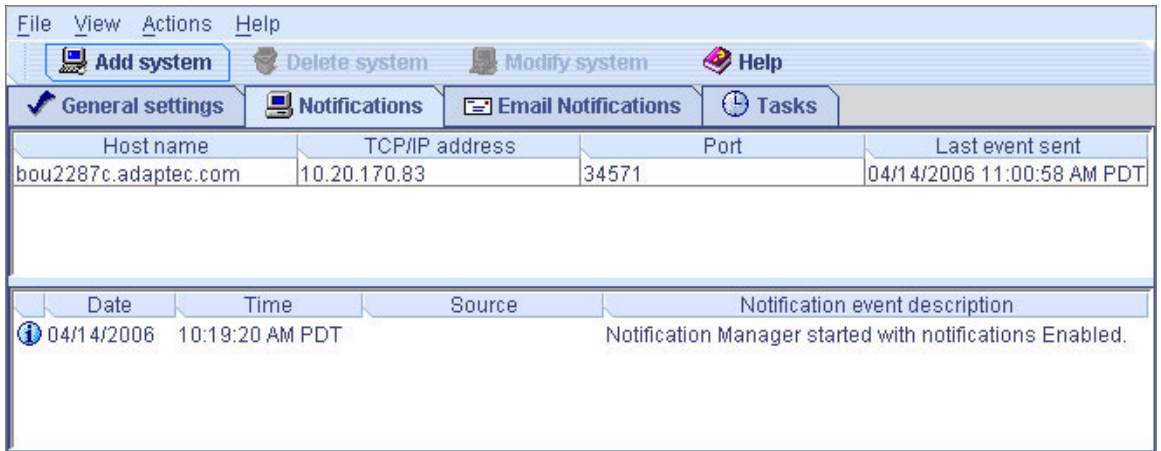 File View Actions Help
Add system Delete system Modify system Help
General settings Notifications Email Notifications Tasks
Host name TCP/IP address Port Last event sent
bou2287c.adaptec.com 10.20.170.83 34571 04/14/2006 11:00:58 AM PDT
Date Time Source Notification event description
04/14/2006 10:19:20 AM PDT Notification Manager started with notifications Enabled.